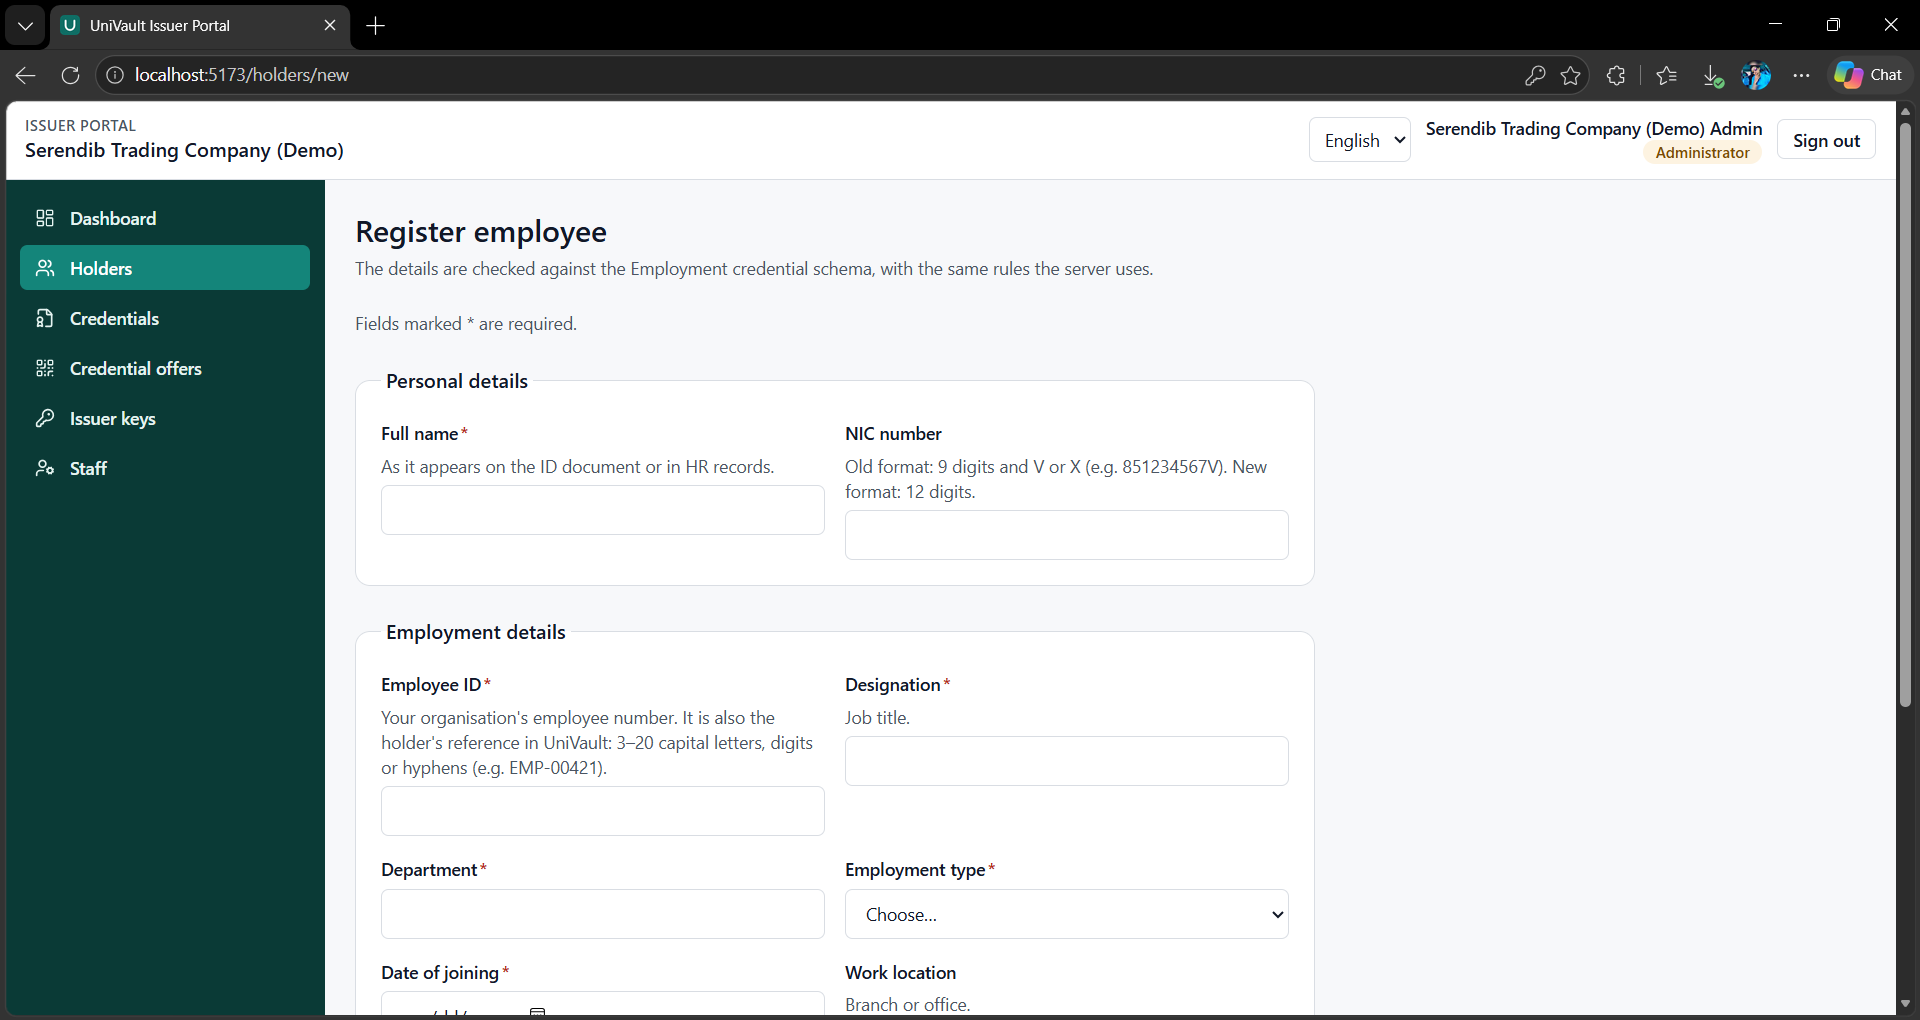 UniVault Issuer Portal
localhost:5173/holders/new
Chat
ISSUER PORTAL
Serendib Trading Company (Demo)
English
Serendib Trading Company (Demo) Admin
Administrator
Sign out
Dashboard
Holders
Credentials
Credential offers
Issuer keys
Staff
Register employee
The details are checked against the Employment credential schema, with the same rules the server uses.
Fields marked * are required.
Personal details
Full name*
As it appears on the ID document or in HR records.
NIC number
Old format: 9 digits and V or X (e.g. 851234567V). New
format: 12 digits.
Employment details
Employee ID*
Your organisation's employee number. It is also the
holder's reference in UniVault: 3–20 capital letters, digits
or hyphens (e.g. EMP-00421).
Designation*
Job title.
Department*
Employment type*
Choose...
Date of joining*
Work location
Branch or office.